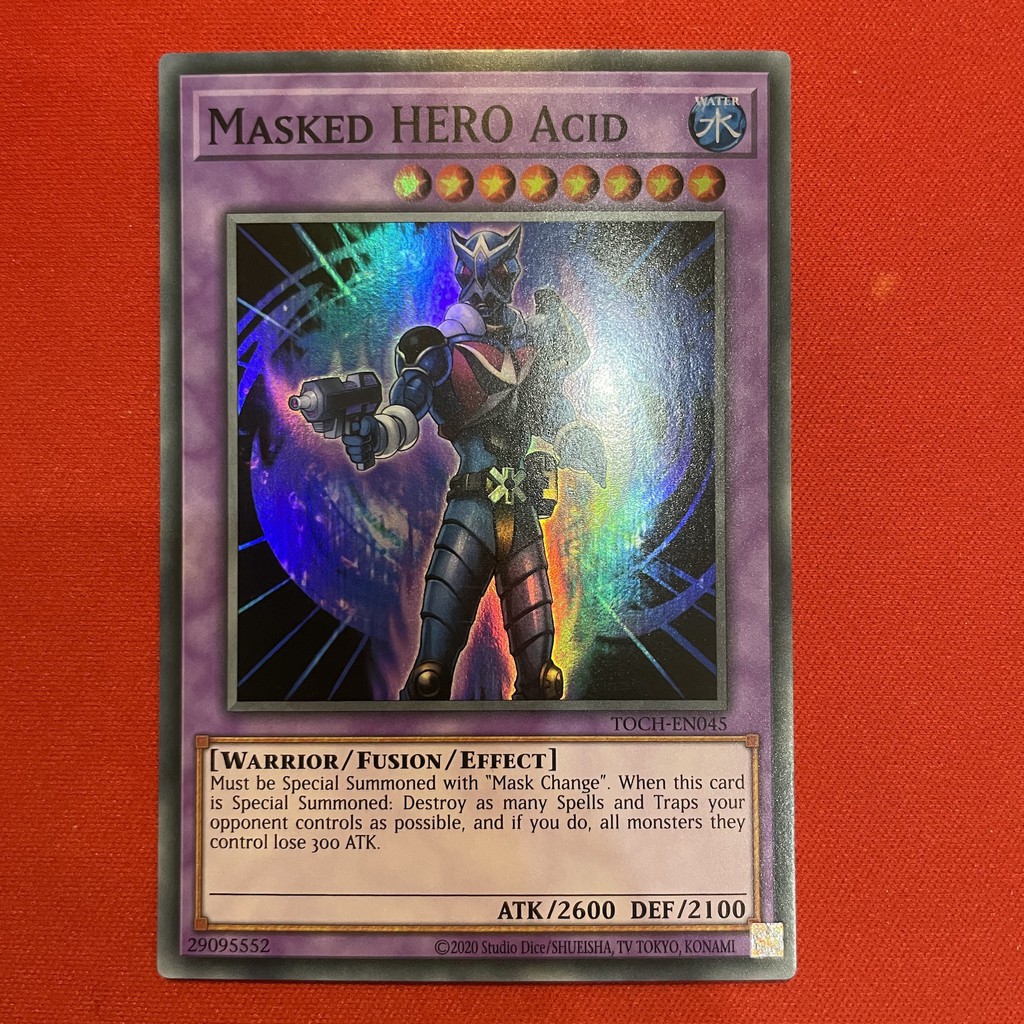 MASKED HERO ACID
WATER
水
TOCH-EN045
[WARRIOR/FUSION/EFFECT]
Must be Special Summoned with "Mask Change". When this card
is Special Summoned: Destroy as many Spells and Traps your
opponent controls as possible, and if you do, all monsters they
control lose 300 ATK.
ATK/2600 DEF/2100
29095552
©2020 Studio Dice/SHUEISHA, TV TOKYO, KONAMI